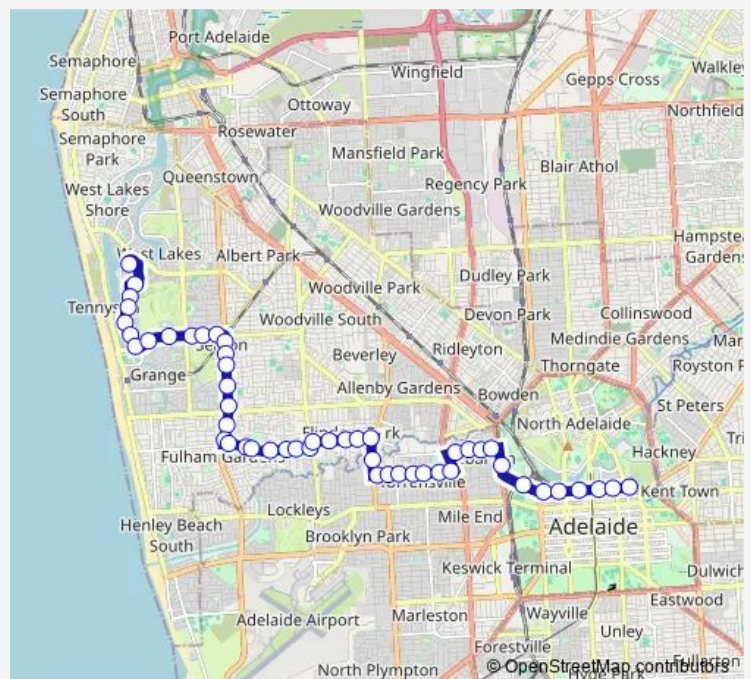 Port Adelaide
Semaphore
Wingfield
Gepps Cross
Semaphore
South
Ottoway
Northfield
Rosewater
Semaphore
Park
Mansfield Park
Blair Athol
Queenstown
Regency Park
West Lakes
Shore
Woodville Gardens
West Lakes
Albert Park
Gardens
Dudley Park
Woodville Park
Collinswood
Devon Park
Woodville South
Medindie Gardens
Beverley
Ridleyton
Thorngate
Royston P
Grange
Allenby Gardens
Bowden
St Peters
North Adelaide
Fulham Gardens
Hackney
Kent Town
Lockleys
Henley Beach
South
Mile End
Adelaide
Brooklyn Park
Keswick Terminal
Dulwich
Eastwood
Adelaide Airport
Marleston
Wayville
Unley
Forestville
North Plympton
© OpenStreetMap contributors